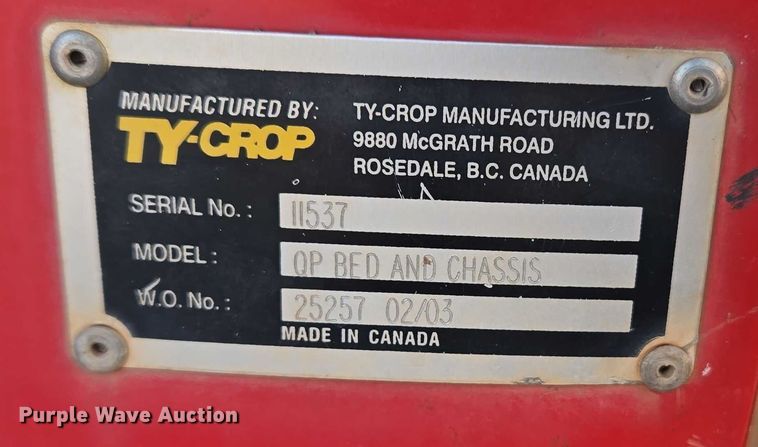 MANUFACTURED BY:
TY-CROP
TY-CROP MANUFACTURING LTD.
9880 McGRATH ROAD
ROSEDALE, B.C. CANADA
SERIAL No.: 11537
MODEL: QP BED AND CHASSIS
W.O. No.: 25257 02/03
MADE IN CANADA
Purple Wave Auction